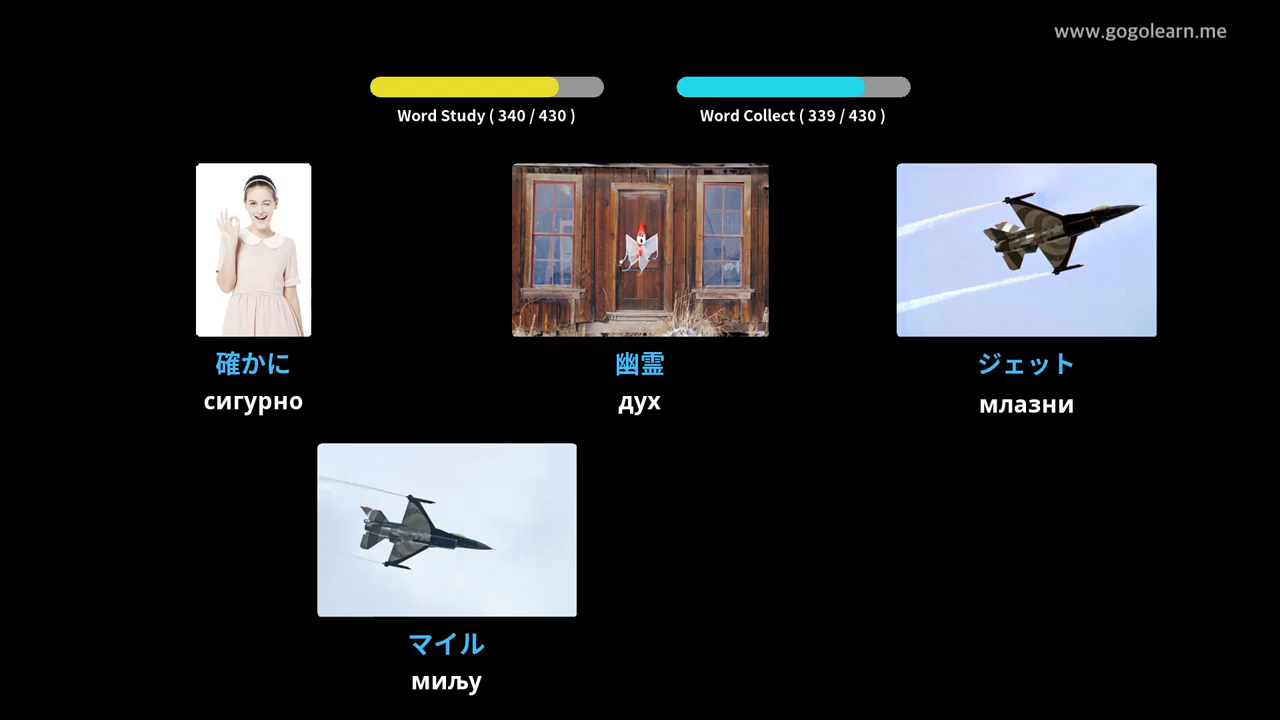 www.gogolearn.me
Word Study ( 340 / 430 )
Word Collect ( 339 / 430 )
確かに
сигурно
幽霊
дух
ジェット
млазни
マイル
миљу